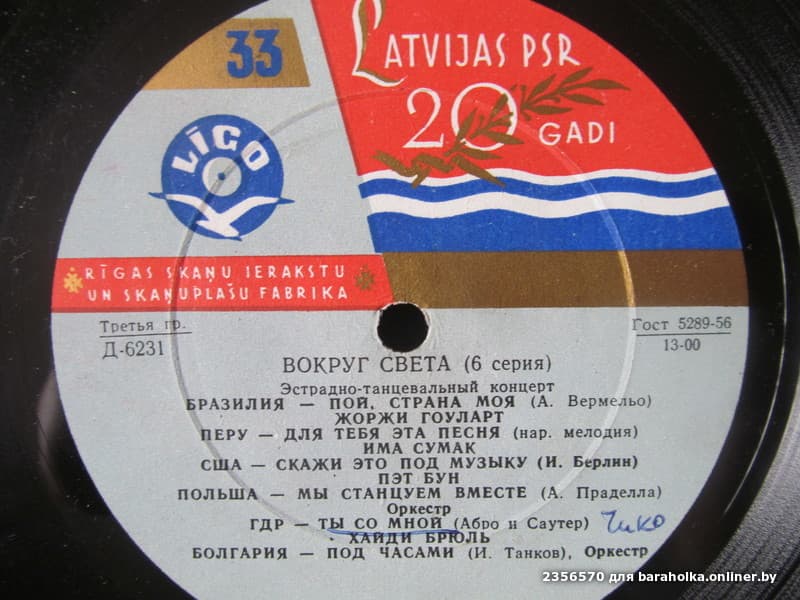 33
LATVIJAS PSR
20 GADI
LĪGO
RĪGAS SKAŅU IERAKSTU
UN SKAŅUPLAŠU FABRIKA
Третья гр.
Д-6231
Гост 5289-56
13-00
ВОКРУГ СВЕТА (6 серия)
Эстрадно-танцевальный концерт
БРАЗИЛИЯ — ПОЙ, СТРАНА МОЯ (А. Вермельо)
ЖОРЖИ ГОУЛАРТ
ПЕРУ — ДЛЯ ТЕБЯ ЭТА ПЕСНЯ (нар. мелодия)
ИМА СУМАК
США — СКАЖИ ЭТО ПОД МУЗЫКУ (И. Берлин)
ПЭТ БУН
ПОЛЬША — МЫ СТАНЦУЕМ ВМЕСТЕ (А. Праделла)
Оркестр
ГДР — ТЫ СО МНОЙ (Абро и Саутер) Чико
ХАЙДИ БРЮЛЬ
БОЛГАРИЯ — ПОД ЧАСАМИ (И. Танков), Оркестр
2356570 для baraholka.onliner.by